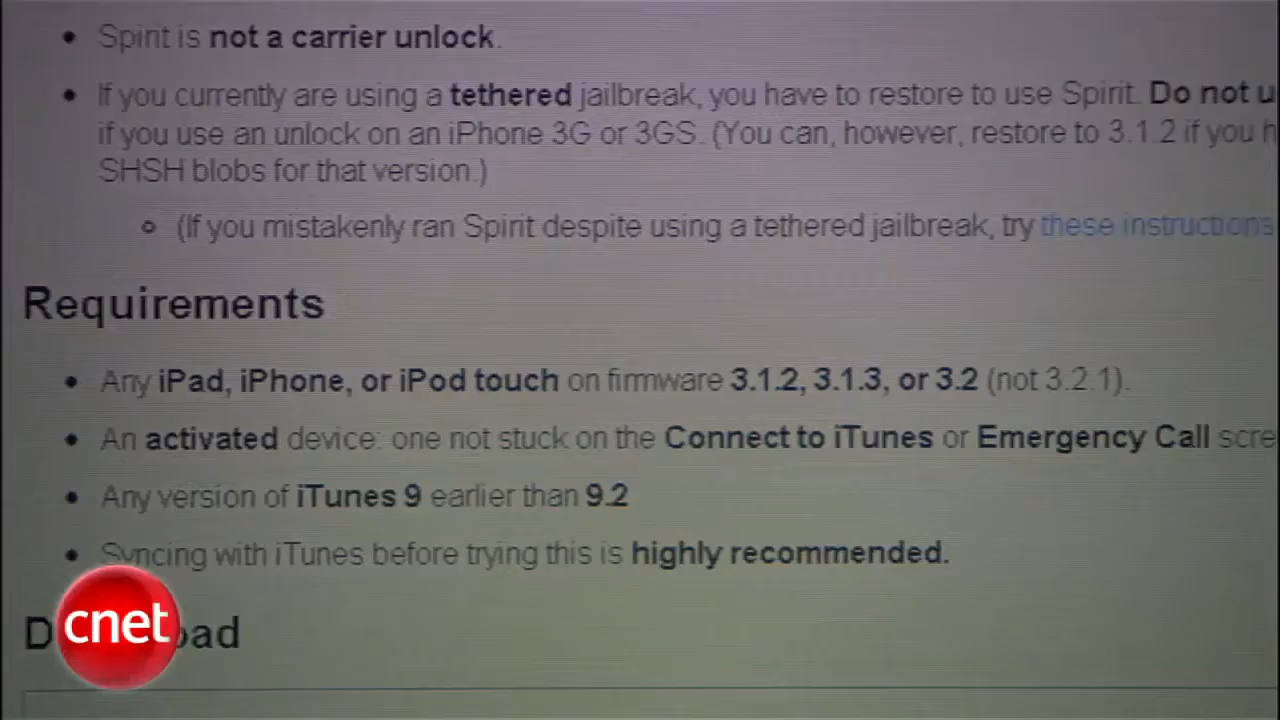 Spirit is not a carrier unlock.
If you currently are using a tethered jailbreak, you have to restore to use Spirit. Do not
if you use an unlock on an iPhone 3G or 3GS. (You can, however, restore to 3.1.2 if you
SHSH blobs for that version.)
(If you mistakenly ran Spirit despite using a tethered jailbreak, try these instructions
Requirements
Any iPad, iPhone, or iPod touch on firmware 3.1.2, 3.1.3, or 3.2 (not 3.2.1).
An activated device: one not stuck on the Connect to iTunes or Emergency Call
Any version of iTunes 9 earlier than 9.2
Syncing with iTunes before trying this is highly recommended.
cnet